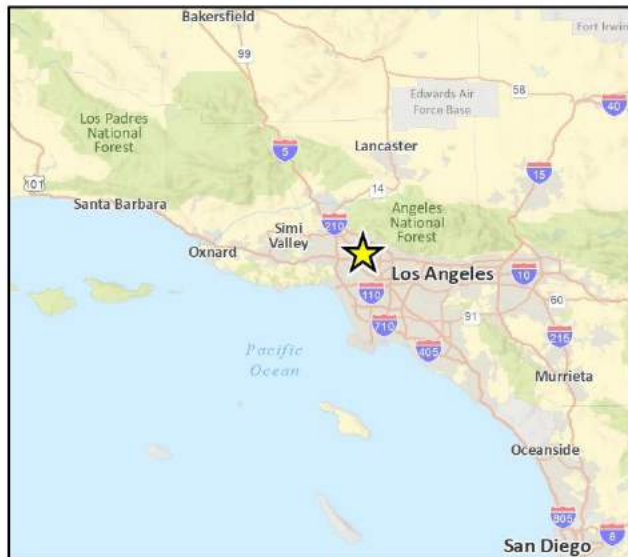 Bakersfield
Fort Irwin
99
58
Edwards Air
Force Base
40
Los Padres
National
Forest
5
Lancaster
15
101
14
Santa Barbara
Angeles
National
Forest
Simi
Valley
210
Oxnard
Los Angeles
10
110
60
91
710
215
405
Pacific
Ocean
Murrieta
Oceanside
805
8
San Diego